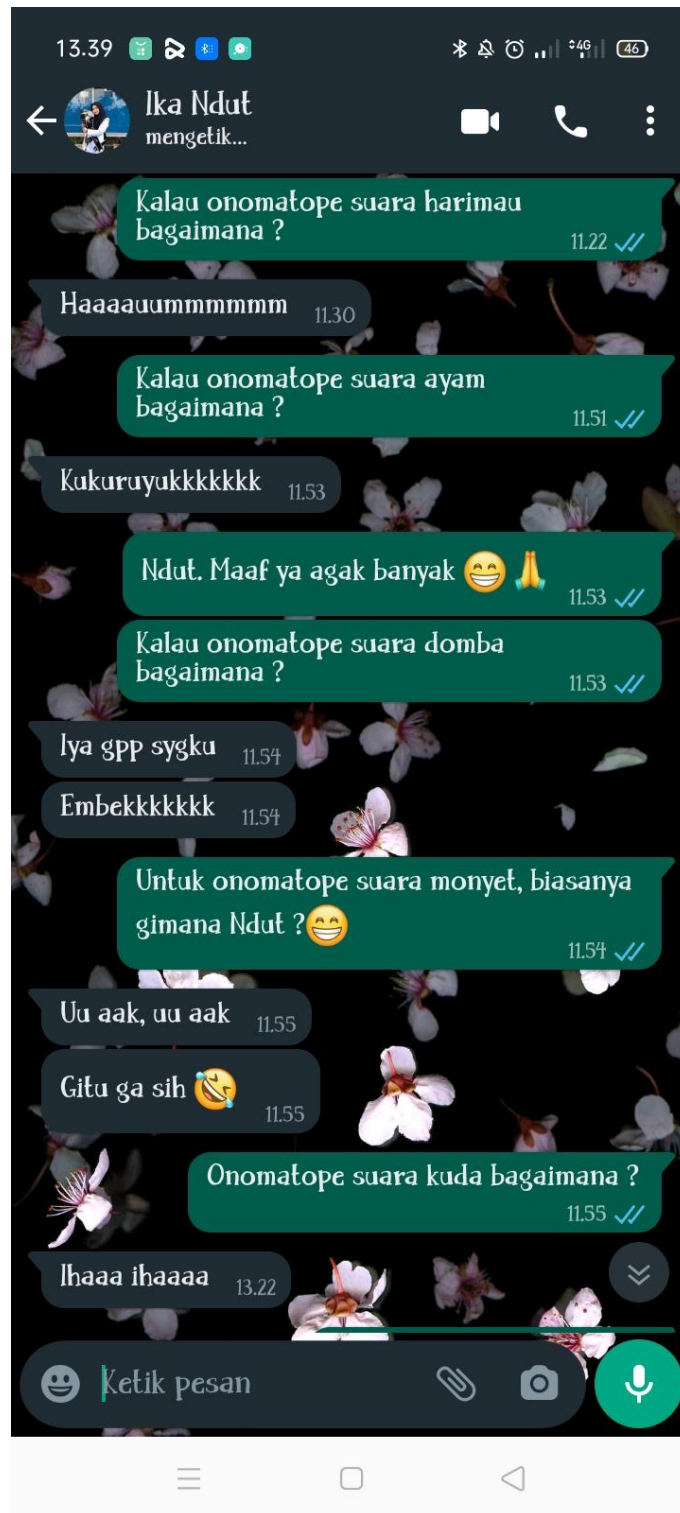 13.39
4G
46
Ika Ndut
mengetik...
Kalau onomatope suara harimau
bagaimana ?
11.22
Haaaauummmmmm
11.30
Kalau onomatope suara ayam
bagaimana ?
11.51
Kukuruyukkkkkkk
11.53
Ndut. Maaf ya agak banyak 😁🙏
11.53
Kalau onomatope suara domba
bagaimana ?
11.53
Iya gpp sygku
11.54
Embekkkkkkk
11.54
Untuk onomatope suara monyet, biasanya
gimana Ndut ?😁
11.54
Uu aak, uu aak
11.55
Gitu ga sih 🤣
11.55
Onomatope suara kuda bagaimana ?
11.55
Ihaaa ihaaaa
13.22
Ketik pesan